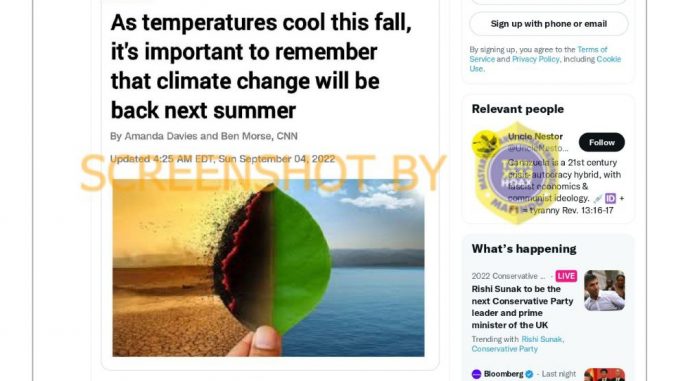 As temperatures cool this fall,
it's important to remember
that climate change will be
back next summer
By Amanda Davies and Ben Morse, CNN
Updated 4:25 AM EDT, Sun September 04, 2022
SCREENSHOT BY
Sign up with phone or email
By signing up, you agree to the Terms of
Service and Privacy Policy, including Cookie
Use.
Relevant people
Uncle Nestor
@UncleNesto...
Follow
is a 21st century
autocracy hybrid, with
fascist economics &
communist ideology. 💉 🆔 +
= tyranny Rev. 13:16-17
What's happening
2022 Conservative ... · LIVE
Rishi Sunak to be the
next Conservative Party
leader and prime
minister of the UK
Trending with Rishi Sunak,
Conservative Party
Bloomberg · Last night